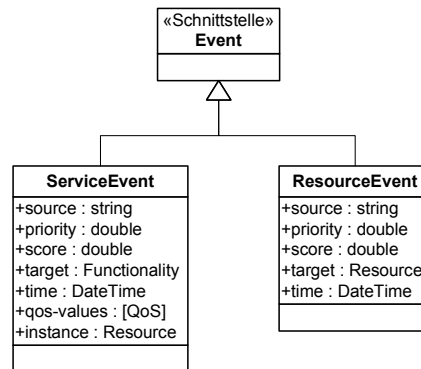 «Schnittstelle»
Event
ServiceEvent
+source : string
+priority : double
+score : double
+target : Functionality
+time : DateTime
+qos-values : [QoS]
+instance : Resource
ResourceEvent
+source : string
+priority : double
+score : double
+target : Resource
+time : DateTime